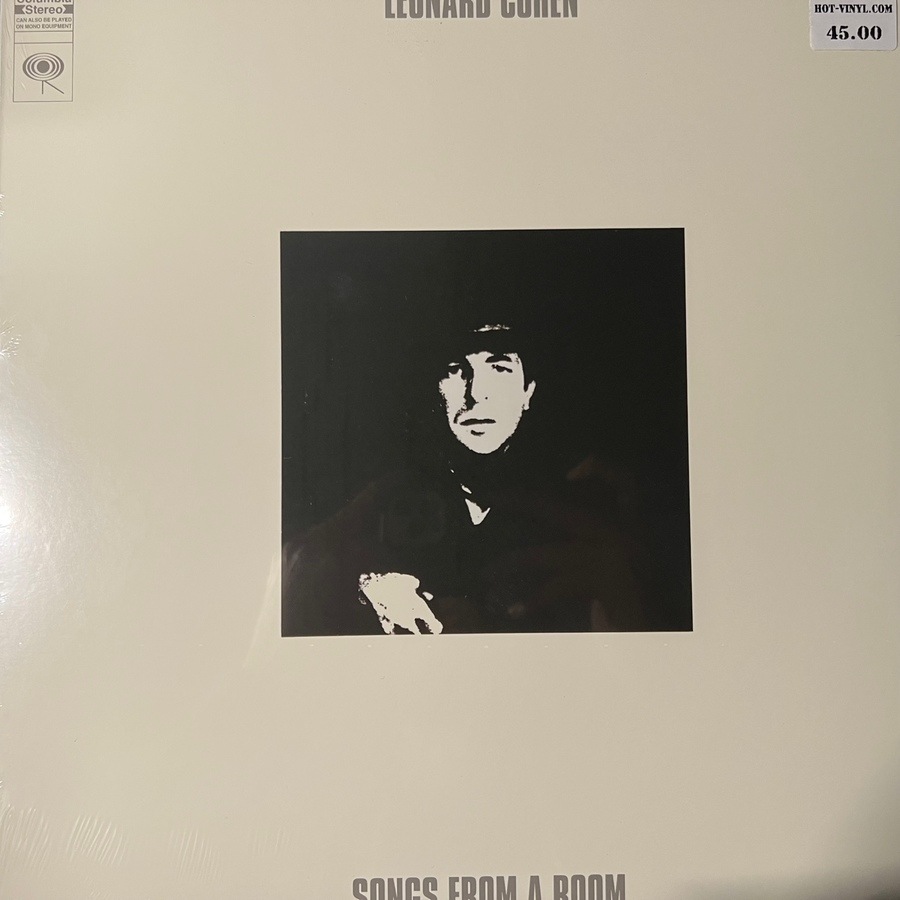 Columbia
Stereo
CAN ALSO BE PLAYED
ON MONO EQUIPMENT
LEONARD COHEN
HOT-VINYL.COM
45.00
SONGS FROM A ROOM